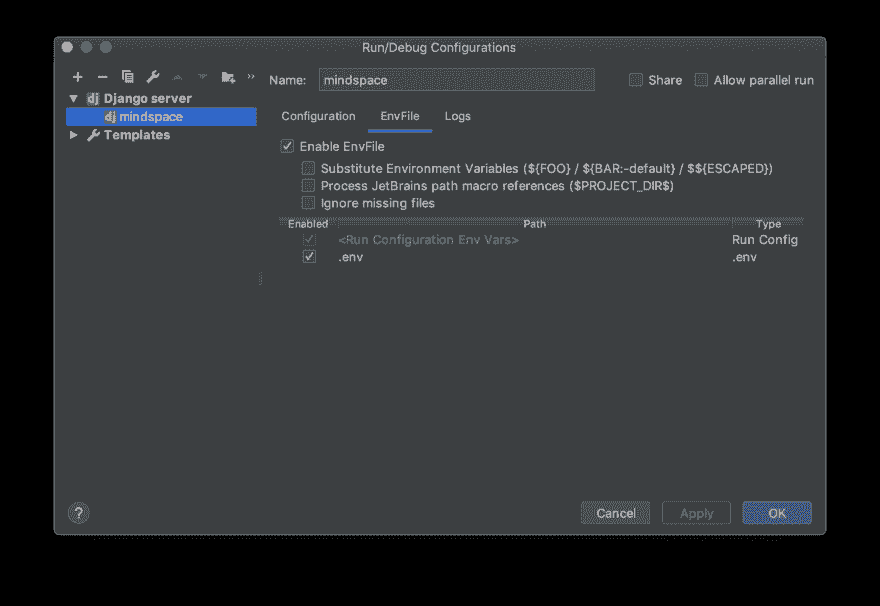 Run/Debug Configurations
Name: mindspace Share Allow parallel run
dj Django server
dj mindspace
Templates
Configuration EnvFile Logs
Enable EnvFile
Substitute Environment Variables (${FOO} / ${BAR:-default} / $${ESCAPED})
Process JetBrains path macro references ($PROJECT_DIR$)
Ignore missing files
Enabled Path Type
<Run Configuration Env Vars> Run Config
.env .env
? Cancel Apply OK